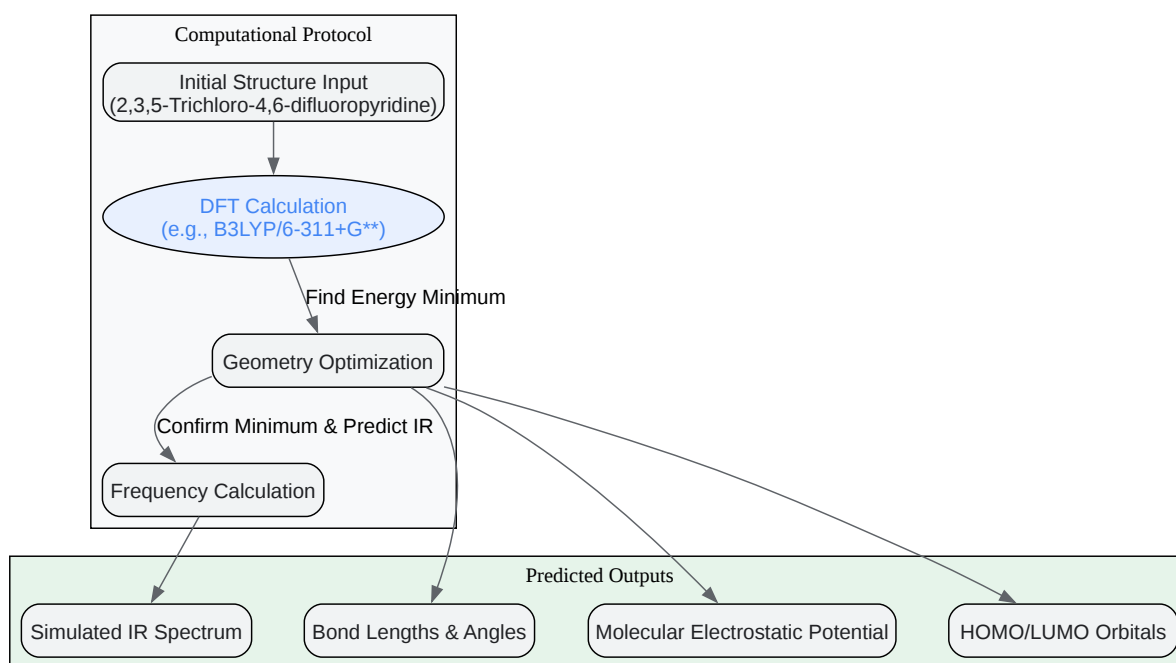 Computational Protocol
Initial Structure Input
(2,3,5-Trichloro-4,6-difluoropyridine)
DFT Calculation
(e.g., B3LYP/6-311+G**)
Find Energy Minimum
Geometry Optimization
Confirm Minimum & Predict IR
Frequency Calculation
Predicted Outputs
Simulated IR Spectrum
Bond Lengths & Angles
Molecular Electrostatic Potential
HOMO/LUMO Orbitals